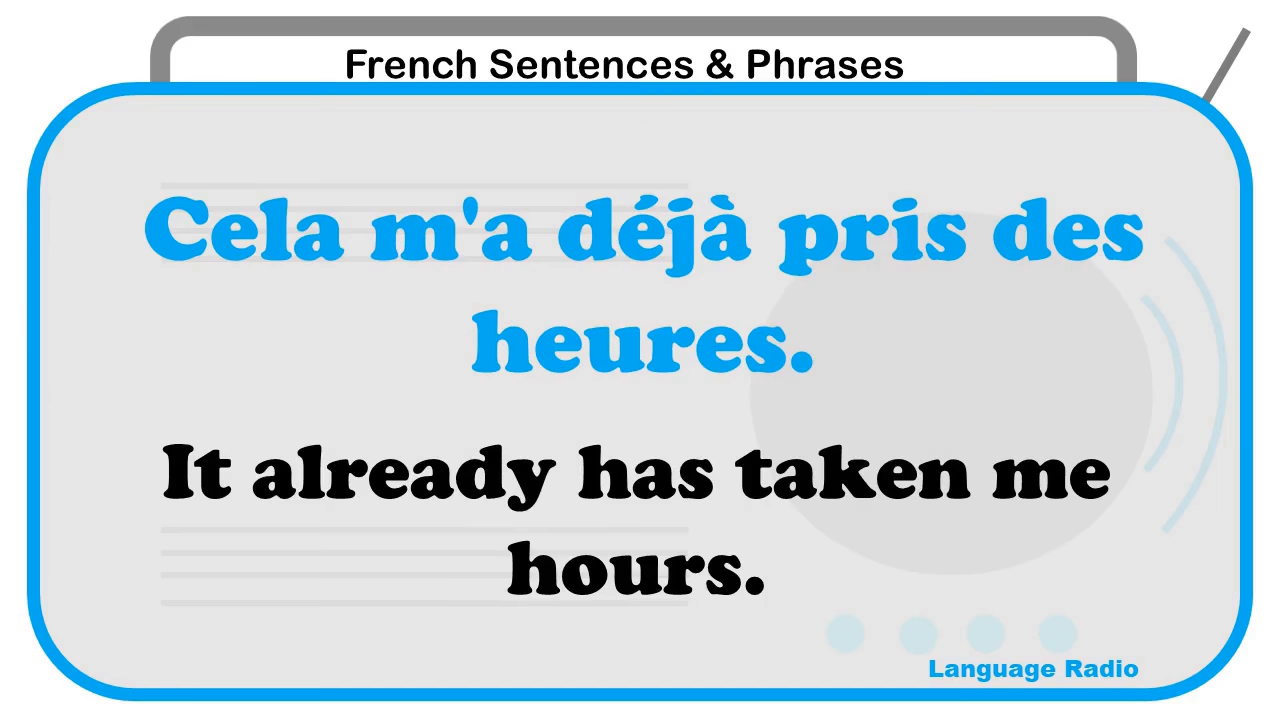 French Sentences & Phrases
Cela m'a déjà pris des
heures.
It already has taken me
hours.
Language Radio